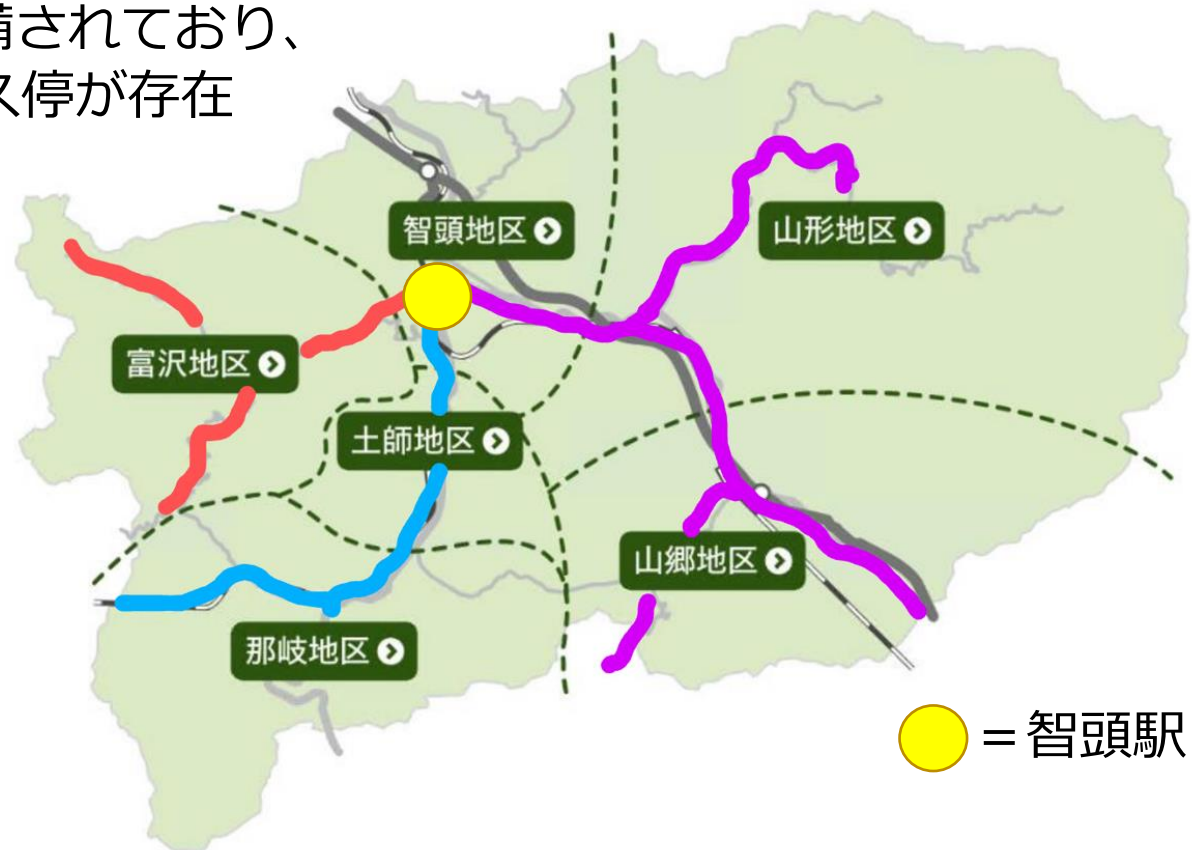 備されており、
ス停が存在
智頭地区
山形地区
富沢地区
土師地区
山郷地区
那岐地区
＝智頭駅